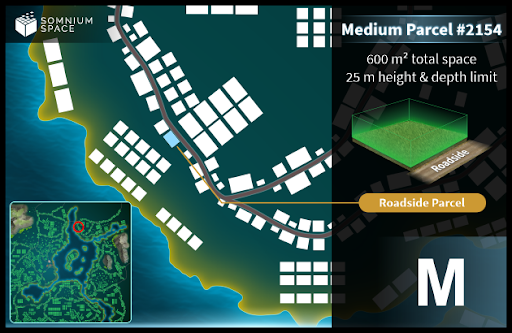 SOMNIUM
SPACE
Medium Parcel #2154
600 m² total space
25 m height & depth limit
Roadside
Roadside Parcel
M